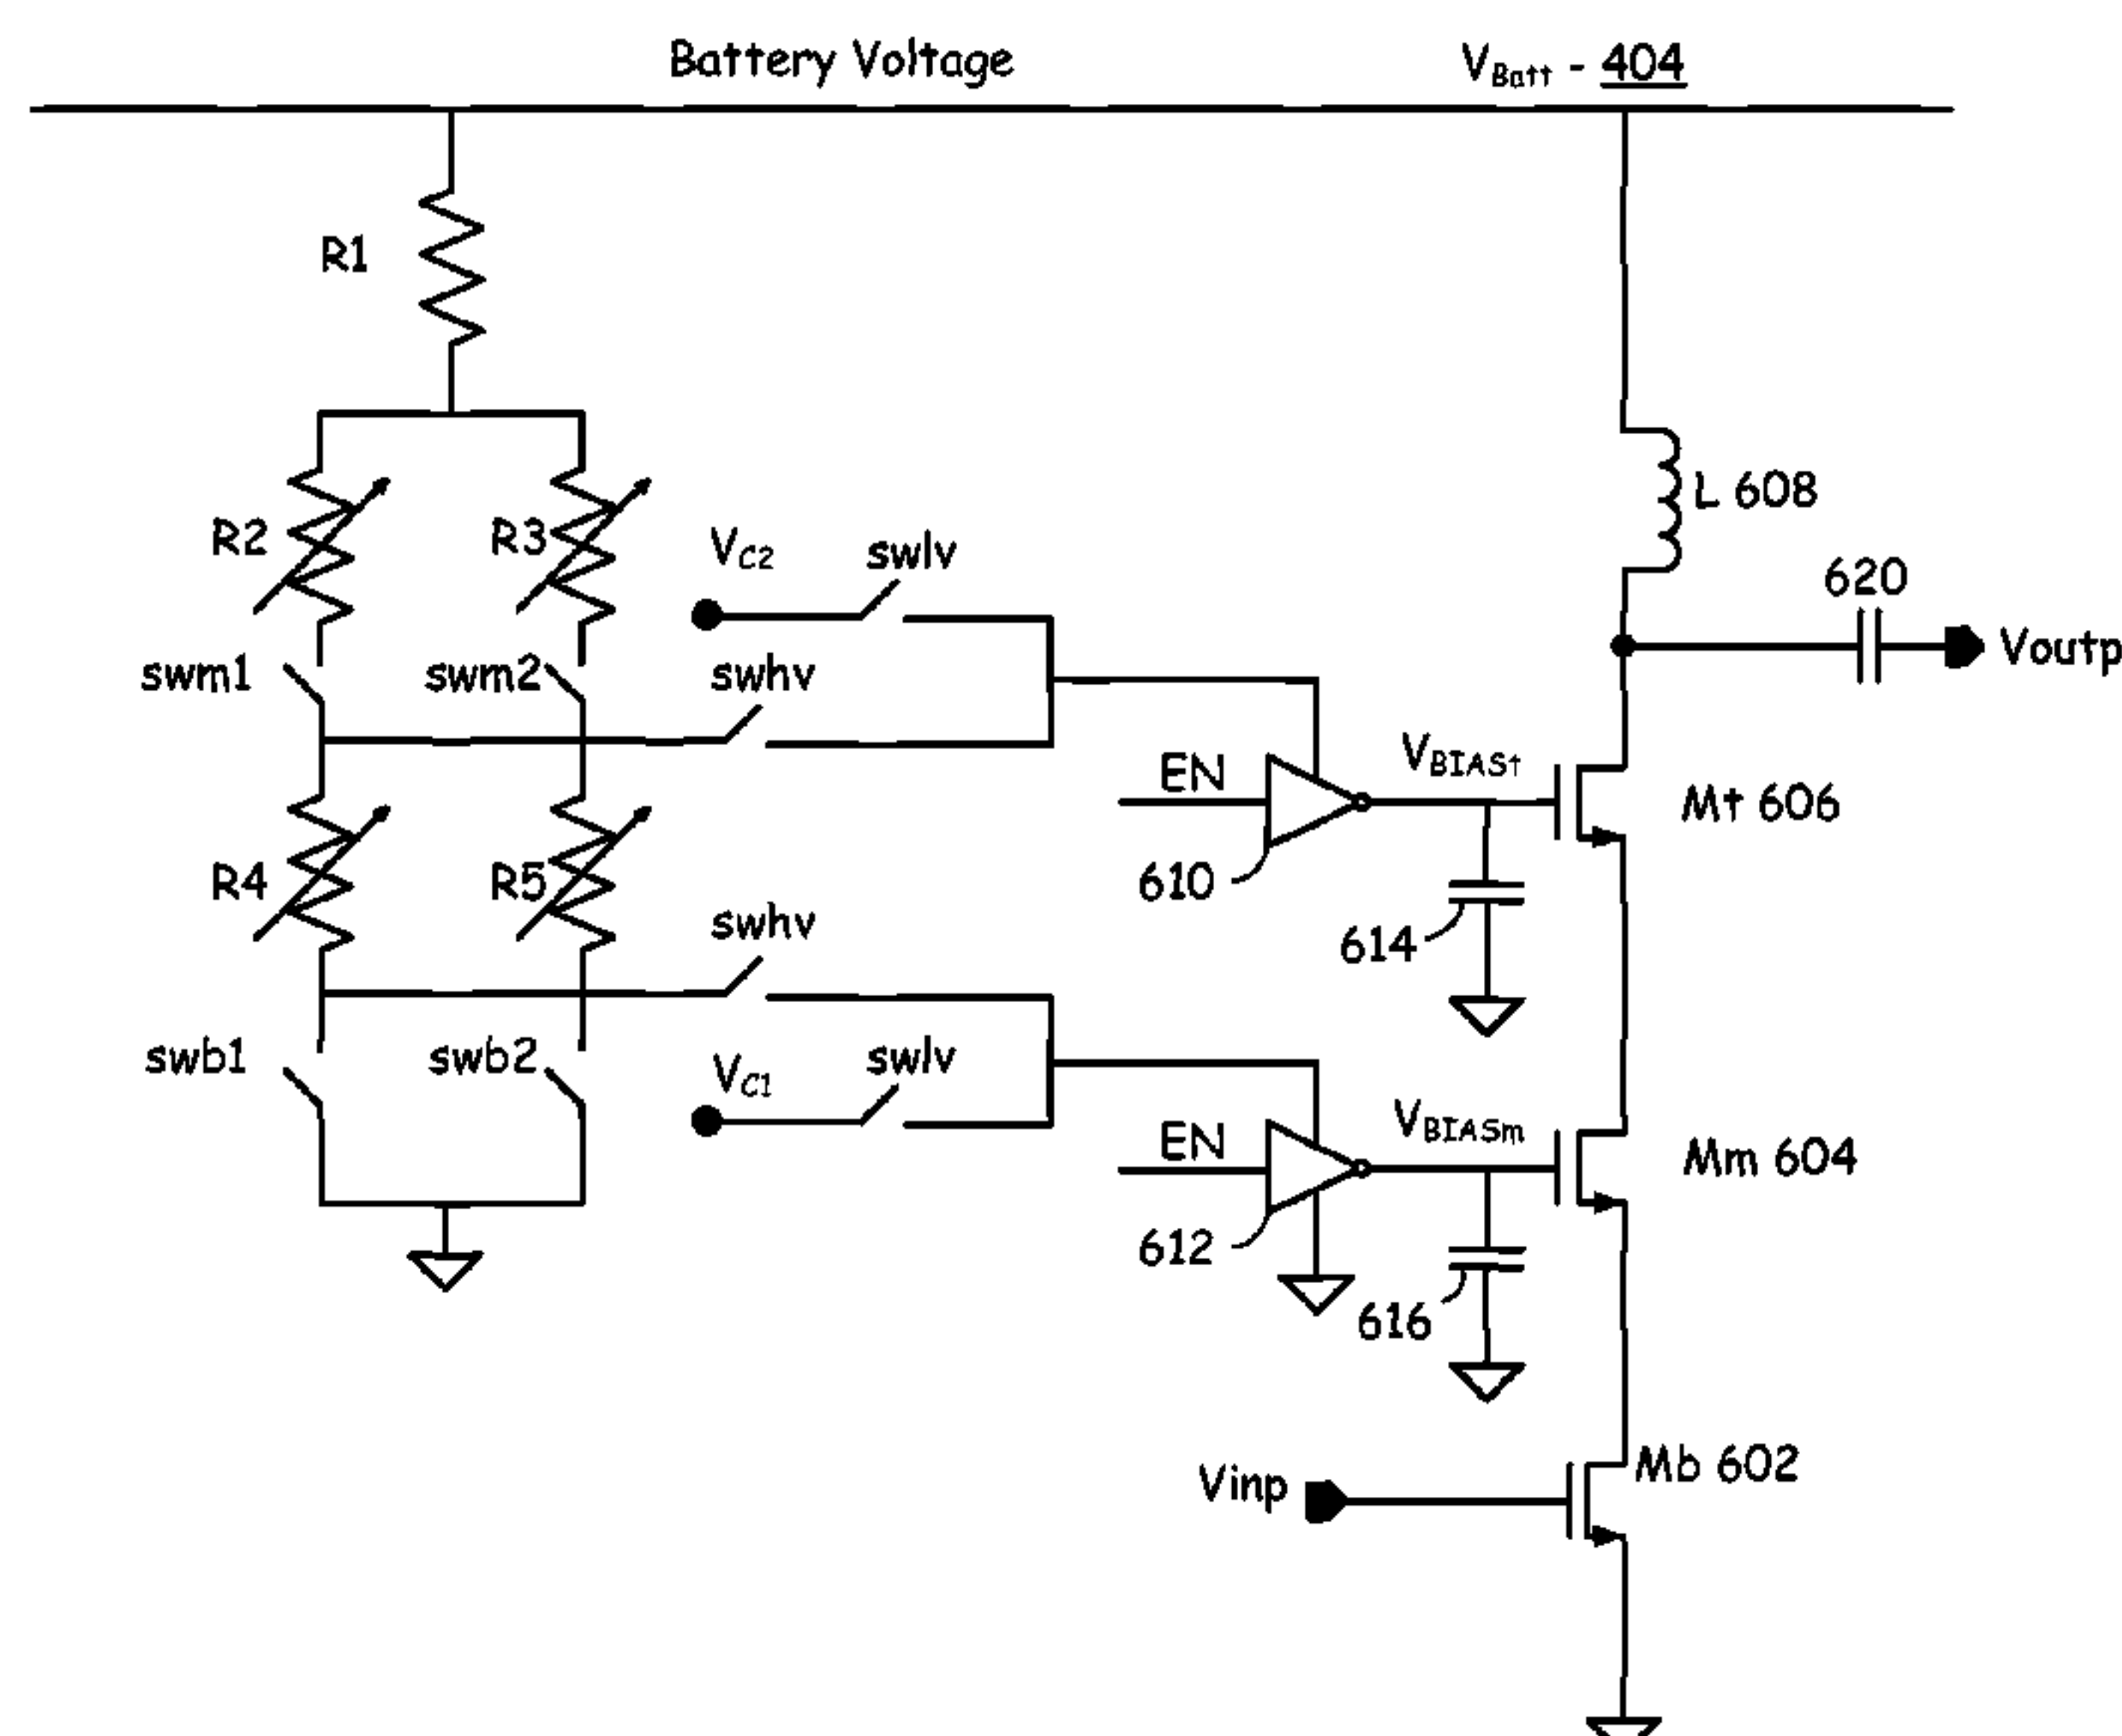 Battery Voltage
VBatt - 404
R1
L 608
R2
R3
VC2
swlv
620
Voutp
swm1
swm2
swhv
EN
VBIASt
Mt 606
610
R4
R5
swhv
614
swb1
swb2
VC1
swlv
EN
VBIASm
Mm 604
612
616
Vinp
Mb 602